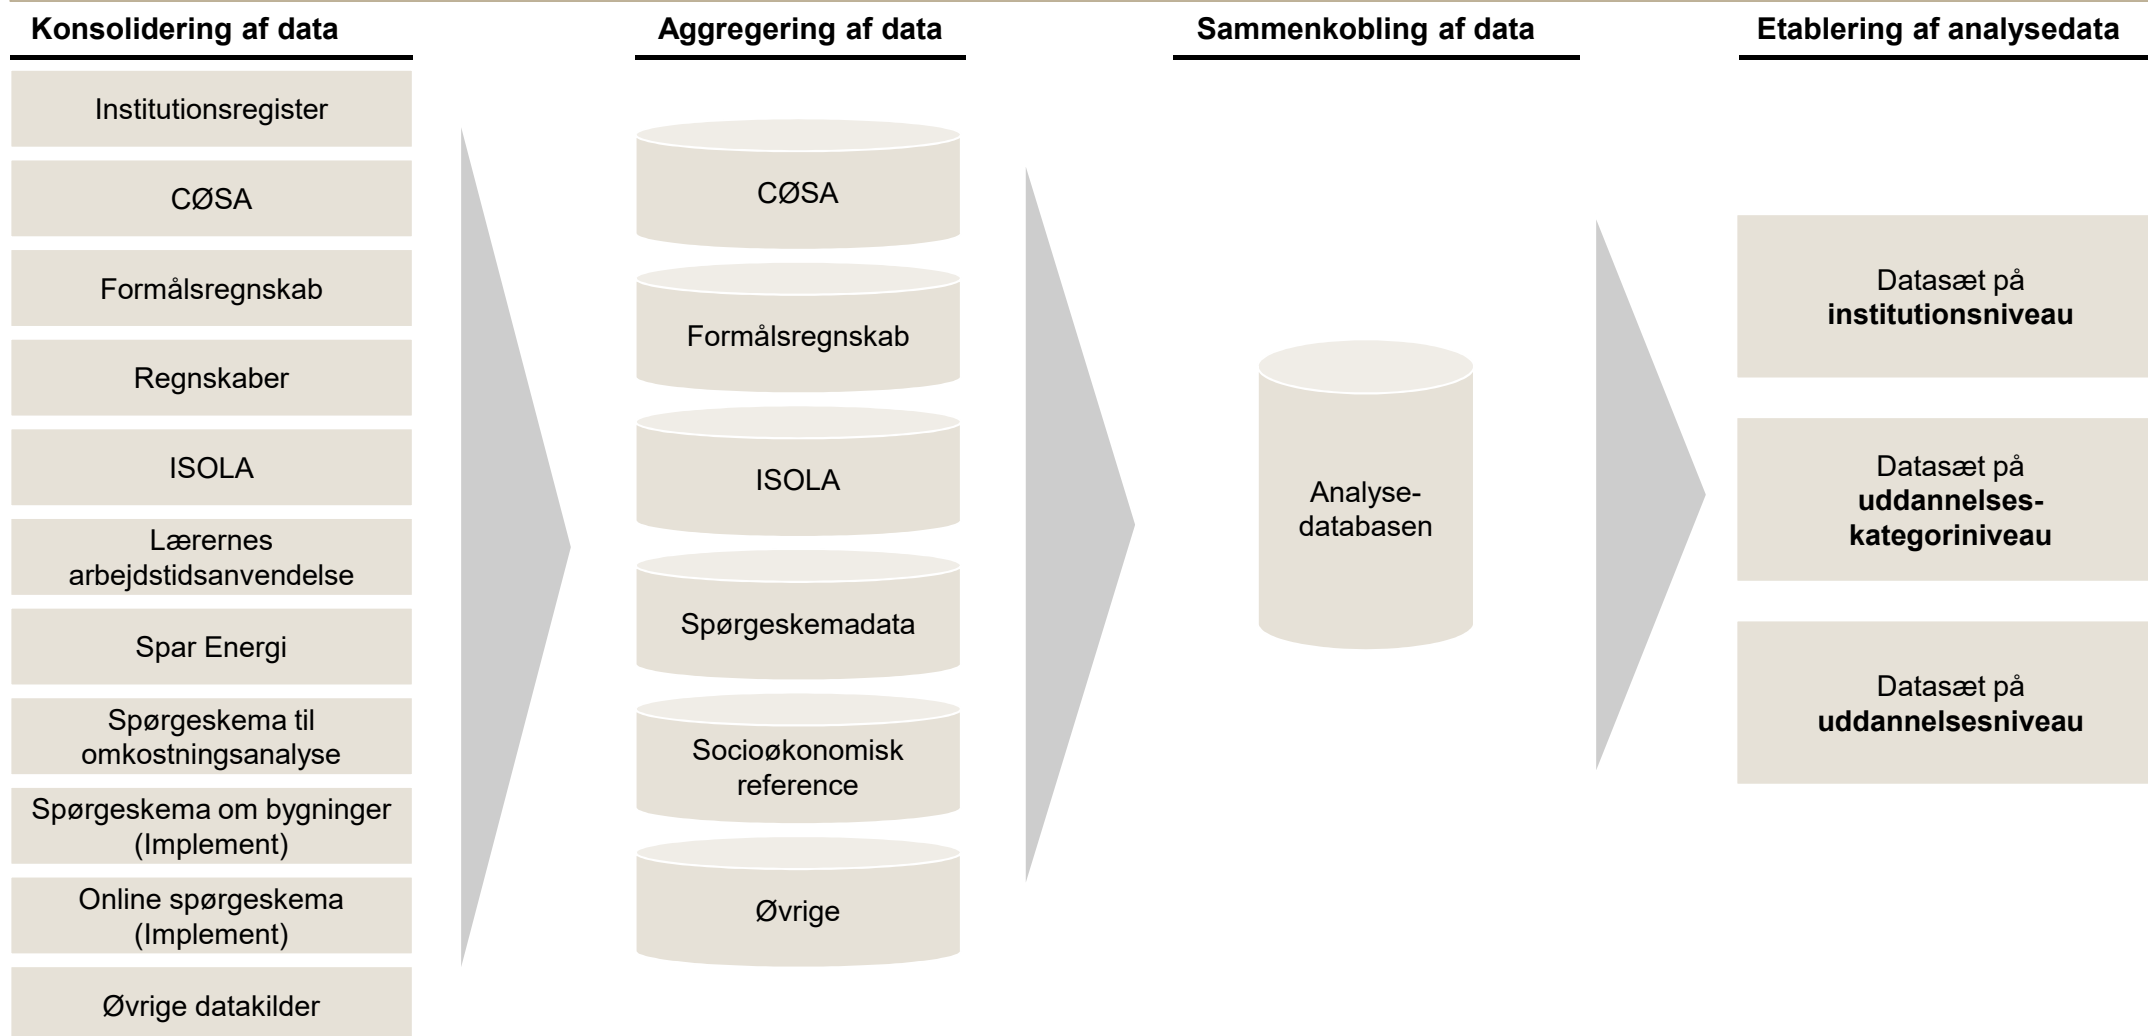 Konsolidering af data
Institutionsregister
CØSA
Formålsregnskab
Regnskaber
ISOLA
Lærernes
arbejdstidsanvendelse
Spar Energi
Spørgeskema til
omkostningsanalyse
Spørgeskema om bygninger
(Implement)
Online spørgeskema
(Implement)
Øvrige datakilder
Aggregering af data
CØSA
Formålsregnskab
ISOLA
Spørgeskemadata
Socioøkonomisk
reference
Øvrige
Sammenkobling af data
Analyse-
databasen
Etablering af analysedata
Datasæt på
institutionsniveau
Datasæt på
uddannelses-
kategoriniveau
Datasæt på
uddannelsesniveau